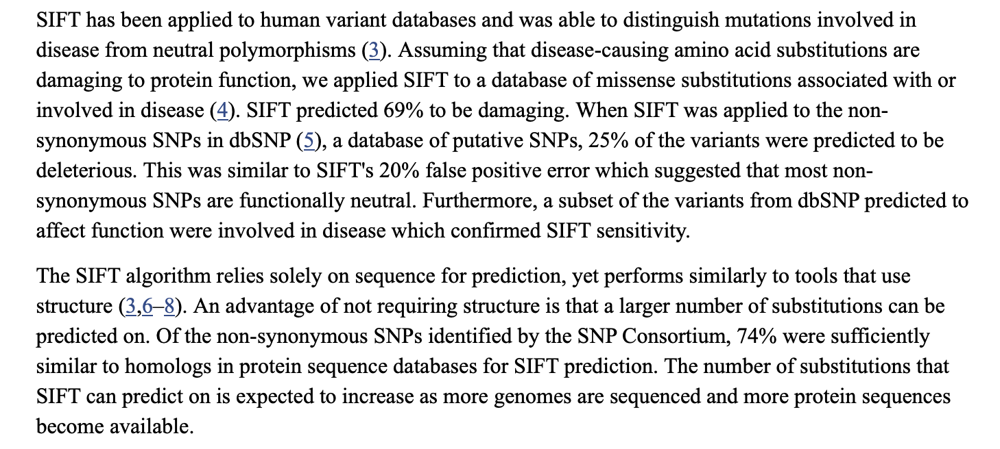 SIFT has been applied to human variant databases and was able to distinguish mutations involved in
disease from neutral polymorphisms (3). Assuming that disease-causing amino acid substitutions are
damaging to protein function, we applied SIFT to a database of missense substitutions associated with or
involved in disease (4). SIFT predicted 69% to be damaging. When SIFT was applied to the non-
synonymous SNPs in dbSNP (5), a database of putative SNPs, 25% of the variants were predicted to be
deleterious. This was similar to SIFT's 20% false positive error which suggested that most non-
synonymous SNPs are functionally neutral. Furthermore, a subset of the variants from dbSNP predicted to
affect function were involved in disease which confirmed SIFT sensitivity.
The SIFT algorithm relies solely on sequence for prediction, yet performs similarly to tools that use
structure (3,6–8). An advantage of not requiring structure is that a larger number of substitutions can be
predicted on. Of the non-synonymous SNPs identified by the SNP Consortium, 74% were sufficiently
similar to homologs in protein sequence databases for SIFT prediction. The number of substitutions that
SIFT can predict on is expected to increase as more genomes are sequenced and more protein sequences
become available.